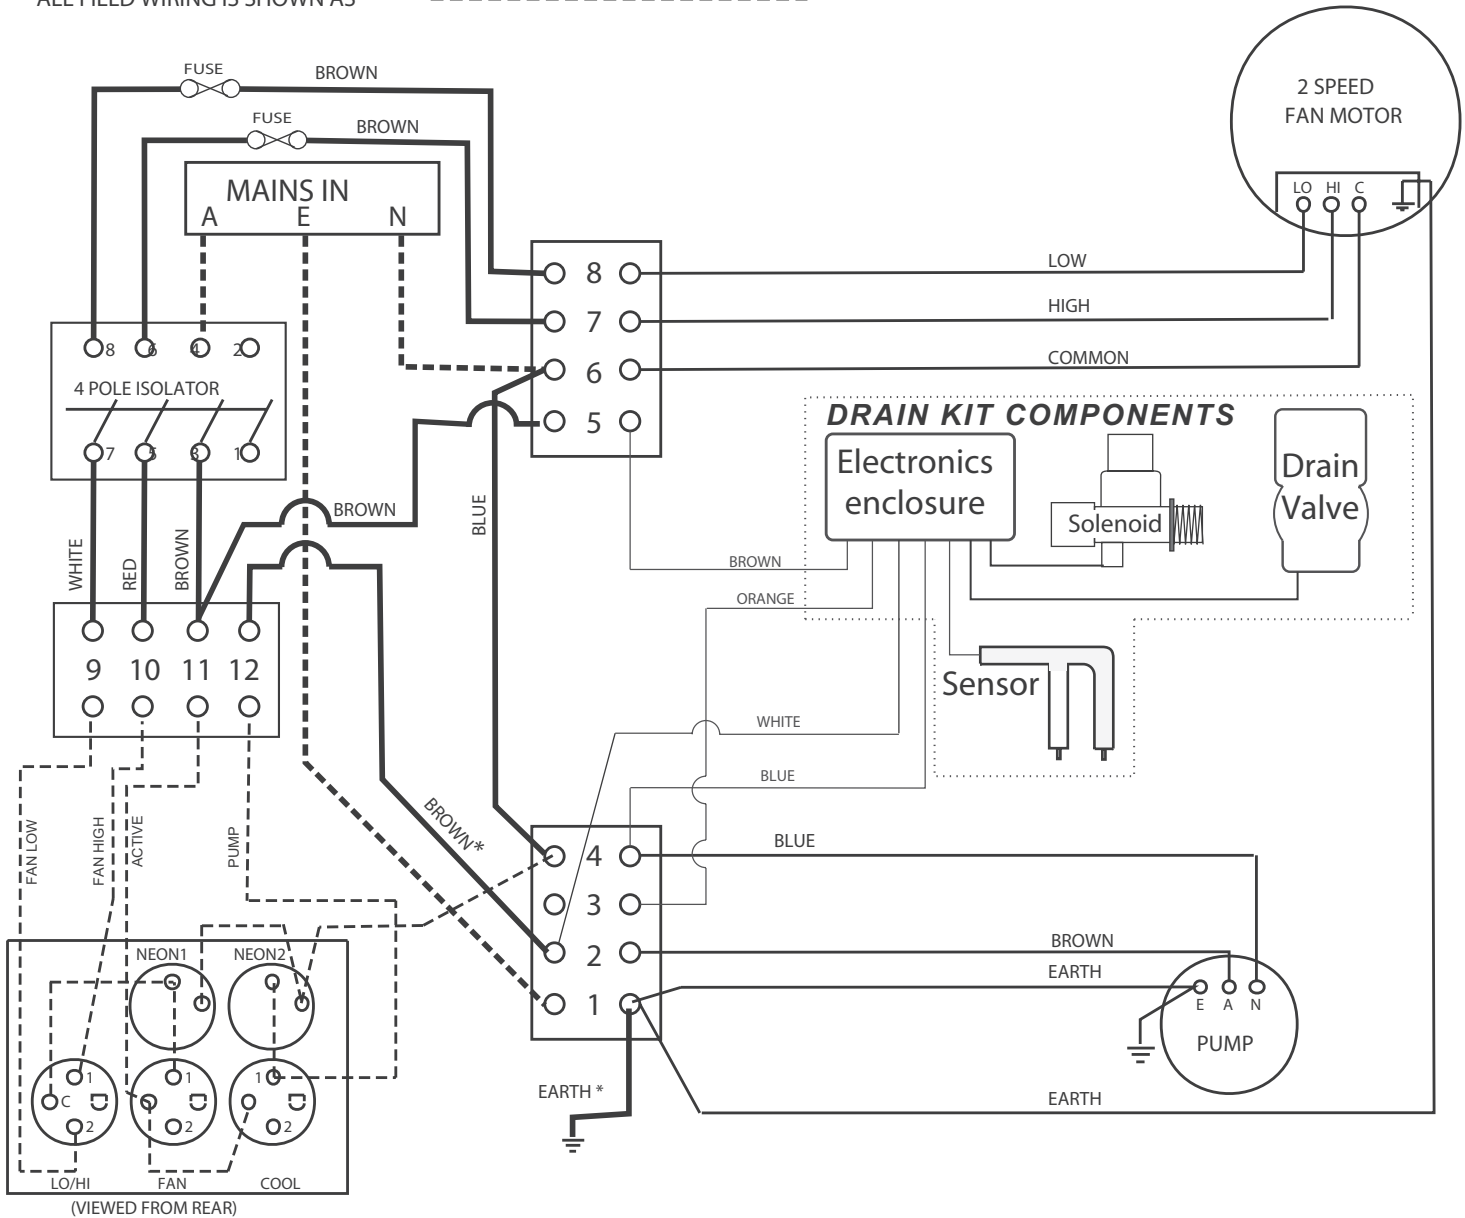 ALL FIELD WIRING IS SHOWN AS
FUSE
BROWN
FUSE
BROWN
MAINS IN
A E N
2 SPEED
FAN MOTOR
LO HI C
8
7
6
5
LOW
HIGH
COMMON
8 6 4 2
4 POLE ISOLATOR
7 5 3 1
DRAIN KIT COMPONENTS
Electronics
enclosure
Solenoid
Drain
Valve
Sensor
BROWN
BLUE
WHITE
RED
BROWN
BROWN
ORANGE
WHITE
BLUE
9 10 11 12
FAN LOW
FAN HIGH
ACTIVE
PUMP
BROWN*
4
3
2
1
BLUE
BROWN
EARTH
E A N
PUMP
EARTH *
EARTH
NEON1
NEON2
1
C
2
1
2
1
2
LO/HI
FAN
COOL
(VIEWED FROM REAR)